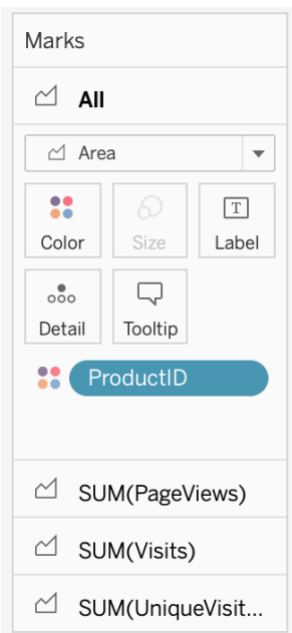 Marks
All
Area
Color Size T Label
Detail Tooltip
ProductID
SUM(PageViews)
SUM(Visits)
SUM(UniqueVisit...